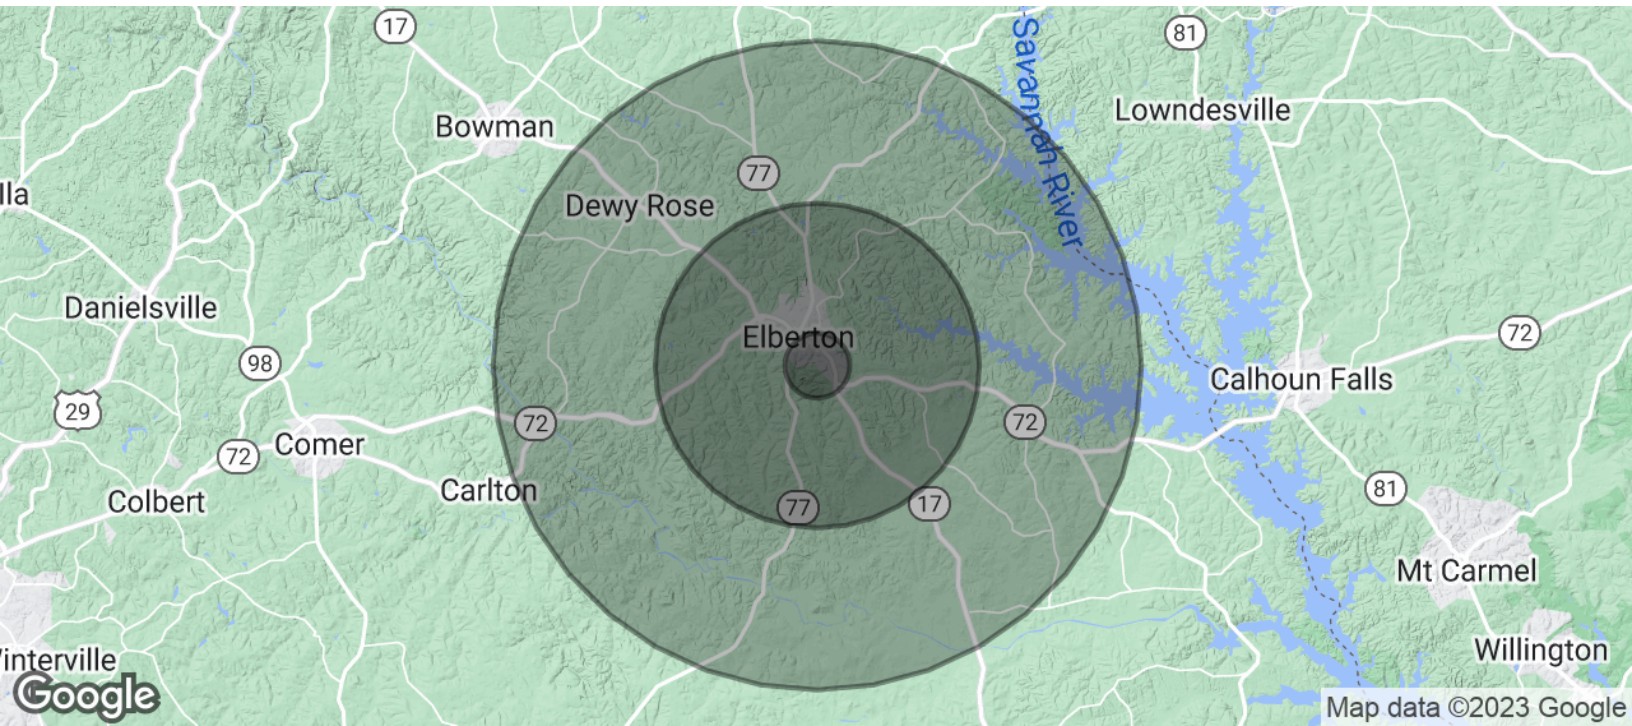 17
81
Savannah River
Lowndesville
Bowman
77
lla
Dewy Rose
Danielsville
72
Elberton
98
Calhoun Falls
29
72
72
Comer
72
Carlton
81
Colbert
77
17
Mt Carmel
Winterville
Willington
Google
Map data ©2023 Google